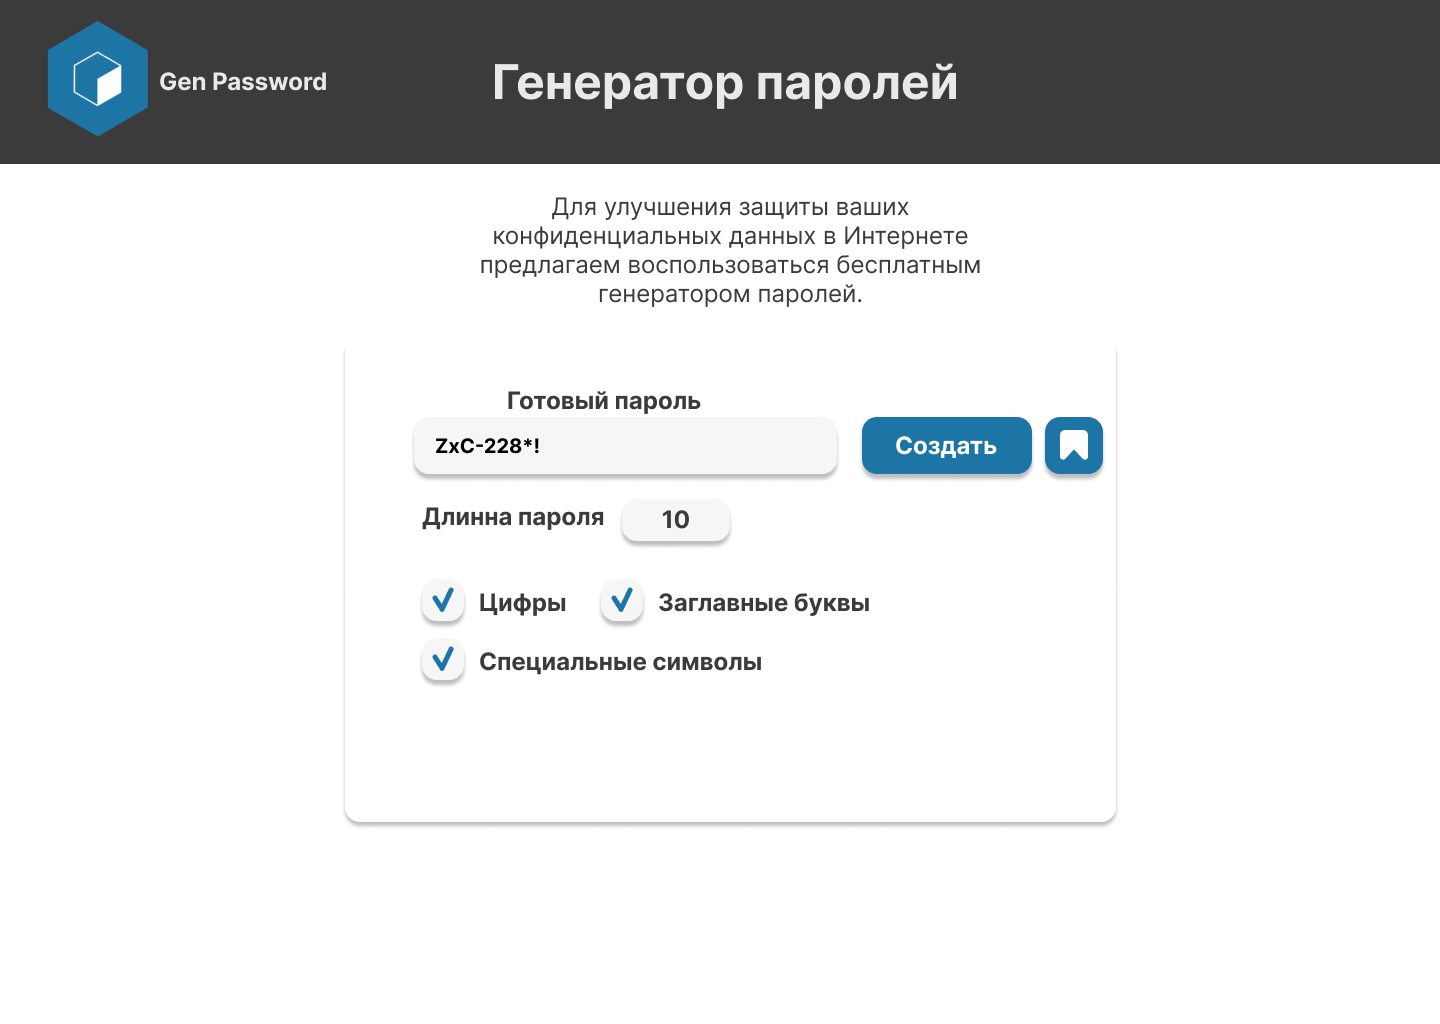 Gen Password
Генератор паролей
Для улучшения защиты ваших
конфиденциальных данных в Интернете
предлагаем воспользоваться бесплатным
генератором паролей.
Готовый пароль
ZxC-228*!
Создать
Длинна пароля
10
Цифры
Заглавные буквы
Специальные символы